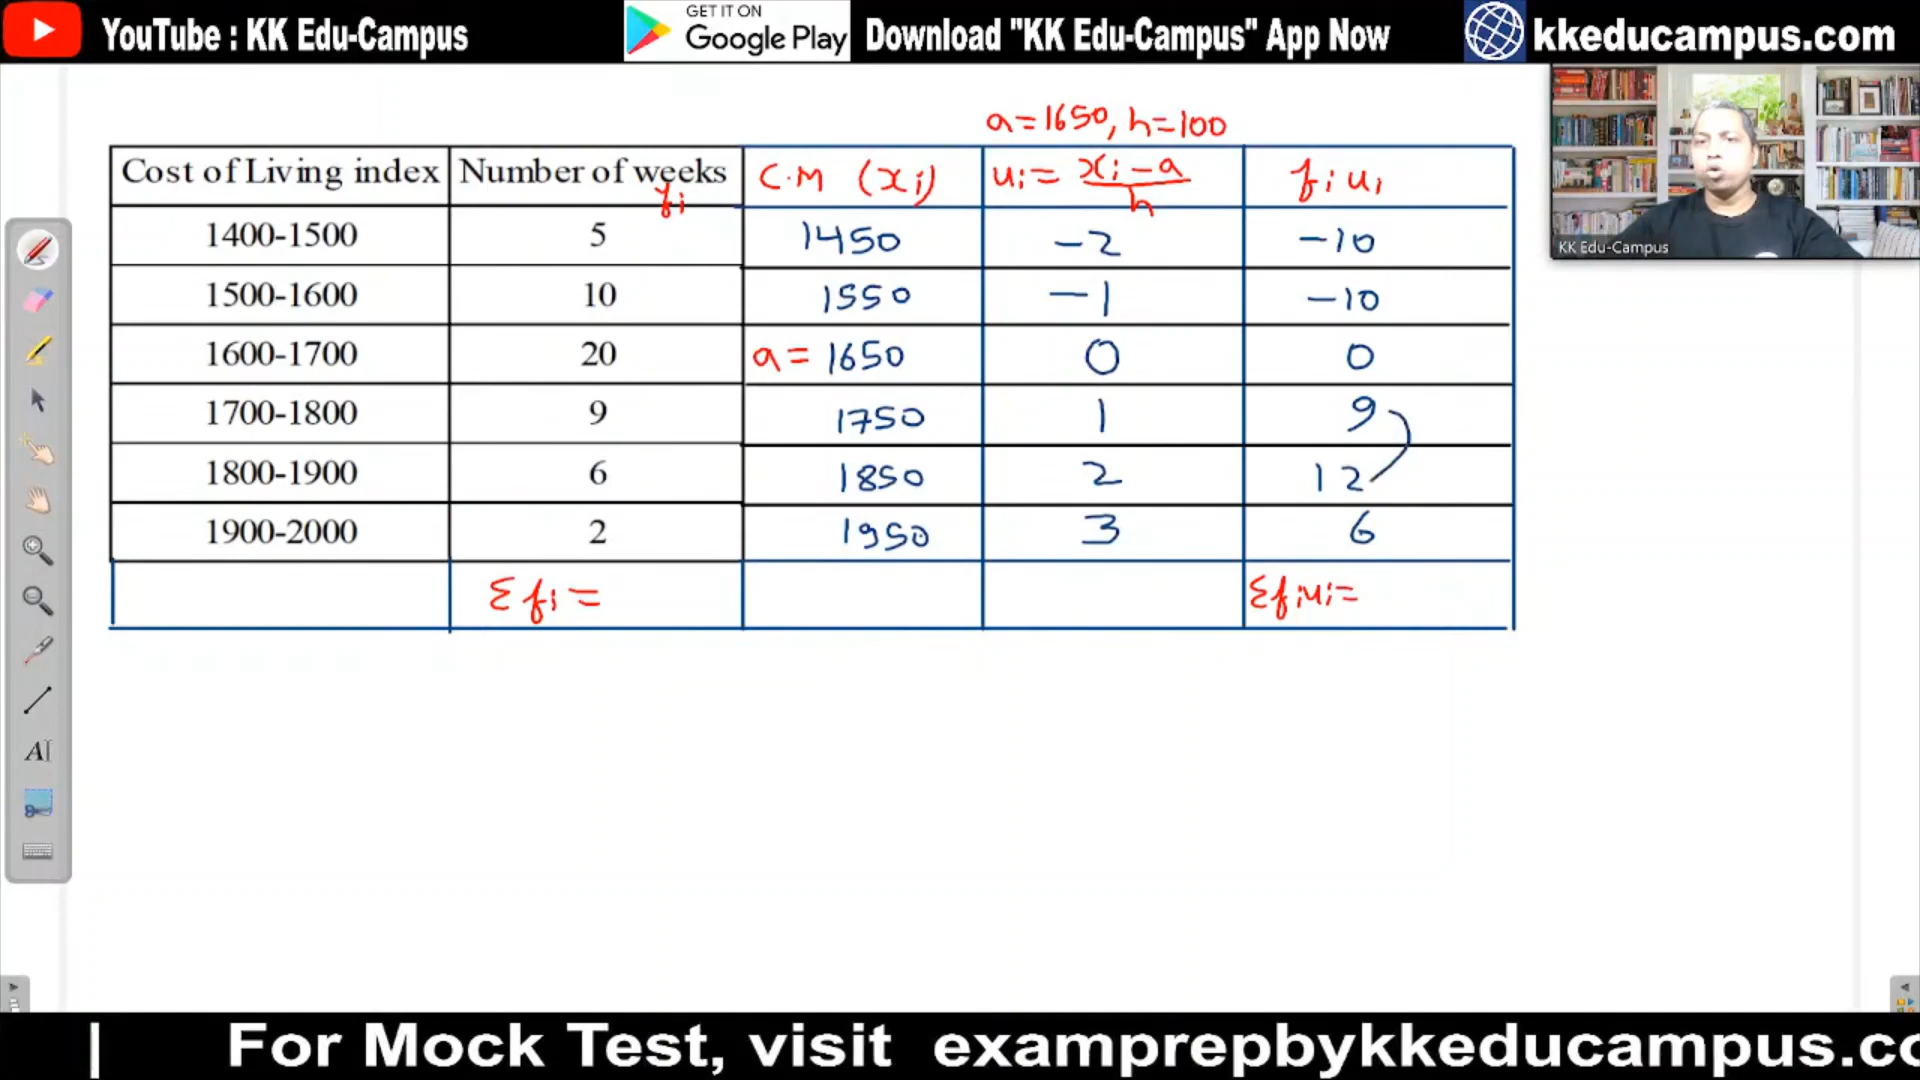 YouTube : KK Edu-Campus GET IT ON Google Play Download "KK Edu-Campus" App Now kkeducampus.com
a=1650, h=100
Cost of Living index Number of weeks fi C.M (xi) ui = xi-a/h fi ui
1400-1500 5 1450 -2 -10
1500-1600 10 1550 -1 -10
1600-1700 20 a = 1650 0 0
1700-1800 9 1750 1 9
1800-1900 6 1850 2 12
1900-2000 2 1950 3 6
Σfi = Σfiui=
KK Edu-Campus
AI
| For Mock Test, visit examprepbykkeducampus.co